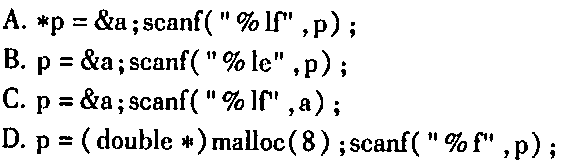 A. *p = &a;scanf("%lf",p);
B. p = &a;scanf("%le",p);
C. p = &a;scanf("%lf",a);
D. p = (double *)malloc(8);scanf("%f",p);